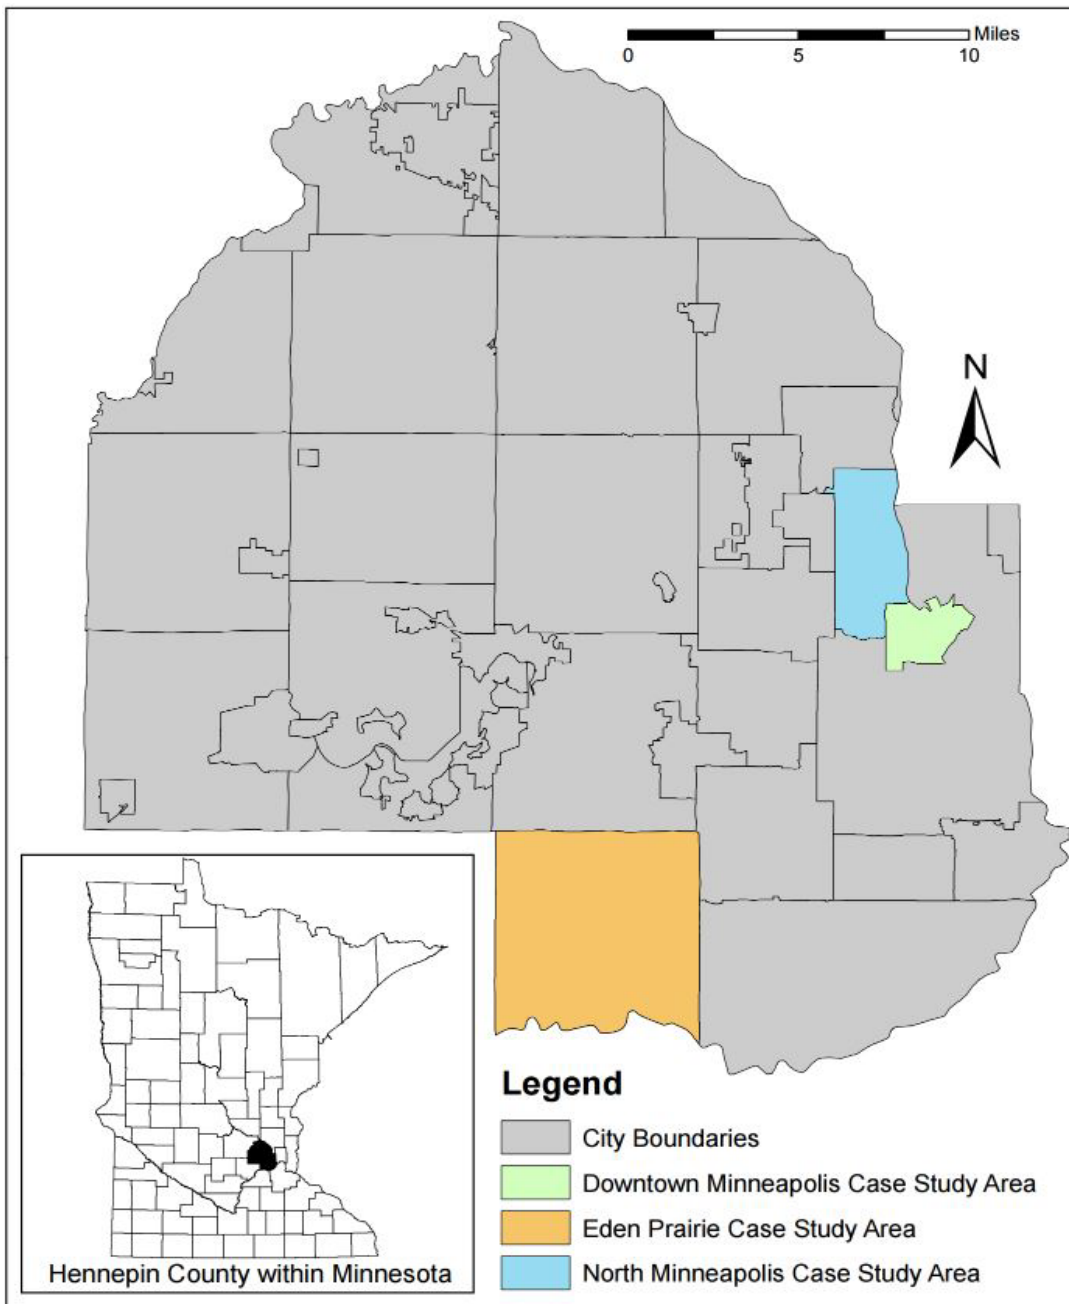 Miles
0 5 10
N
Legend
City Boundaries
Downtown Minneapolis Case Study Area
Eden Prairie Case Study Area
North Minneapolis Case Study Area
Hennepin County within Minnesota